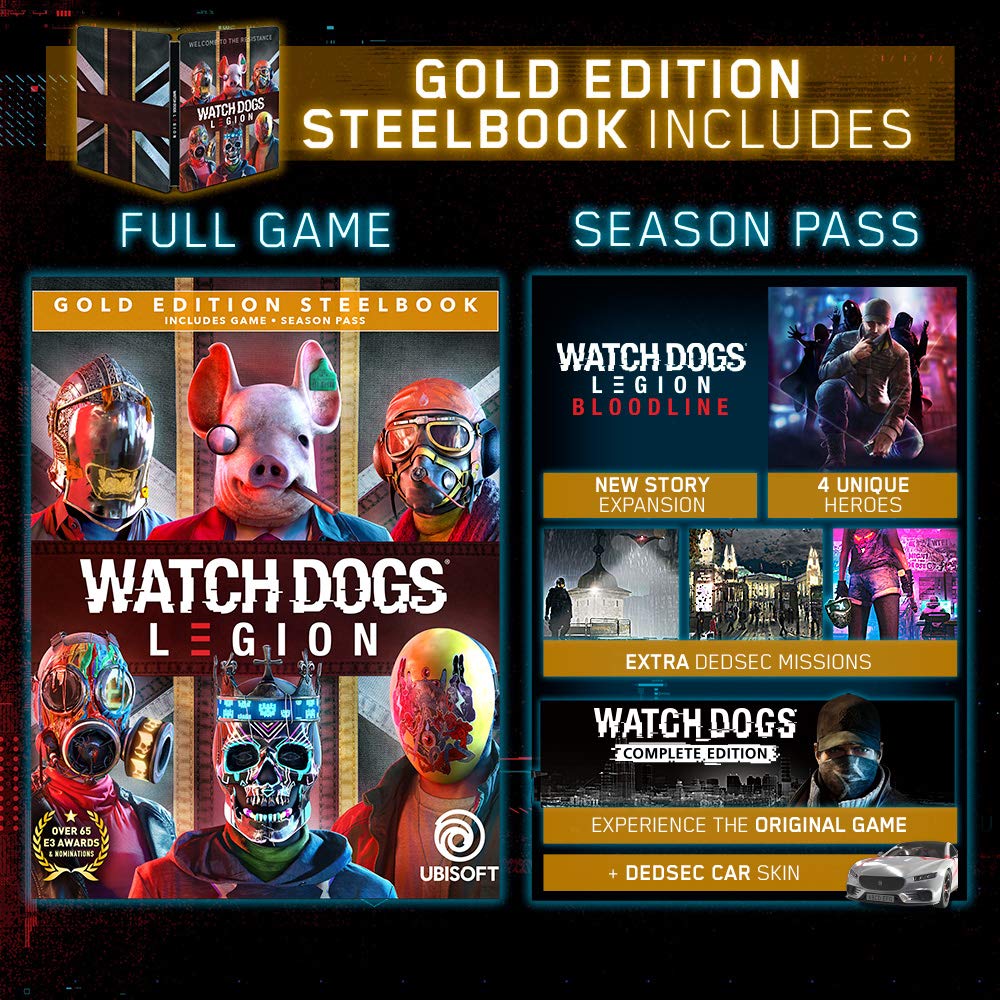 WELCOME TO THE RESISTANCE
WATCH DOGS
LEGION
GOLD EDITION
STEELBOOK INCLUDES
FULL GAME
SEASON PASS
GOLD EDITION STEELBOOK
INCLUDES GAME • SEASON PASS
WATCH DOGS®
LEGION
OVER 65
E3 AWARDS
& NOMINATIONS
UBISOFT
WATCH DOGS®
LEGION
BLOODLINE
NEW STORY
EXPANSION
4 UNIQUE
HEROES
EXTRA DEDSEC MISSIONS
WATCH_DOGS®
COMPLETE EDITION
EXPERIENCE THE ORIGINAL GAME
+ DEDSEC CAR SKIN